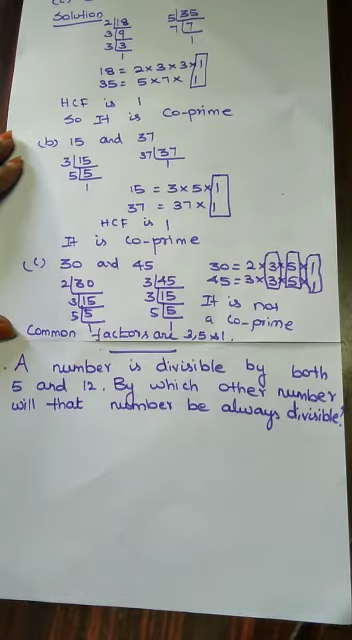 Solution
2|18 5|35
3|9 7|7
3|3 1
1
18 = 2×3×3×1
35 = 5×7×1
HCF is 1
So It is Co-prime
(b) 15 and 37
3|15 37|37
5|5 1
1
15 = 3×5×1
37 = 37×1
HCF is 1
It is Co-prime
(c) 30 and 45 30=2×3×5×1
2|30 3|45 45=3×3×5×1
3|15 3|15 It is not
5|5 5|5 a Co-prime
1 1
Common factors are 3,5&1.
. A number is divisible by both
5 and 12. By which other number
will that number be always divisible?